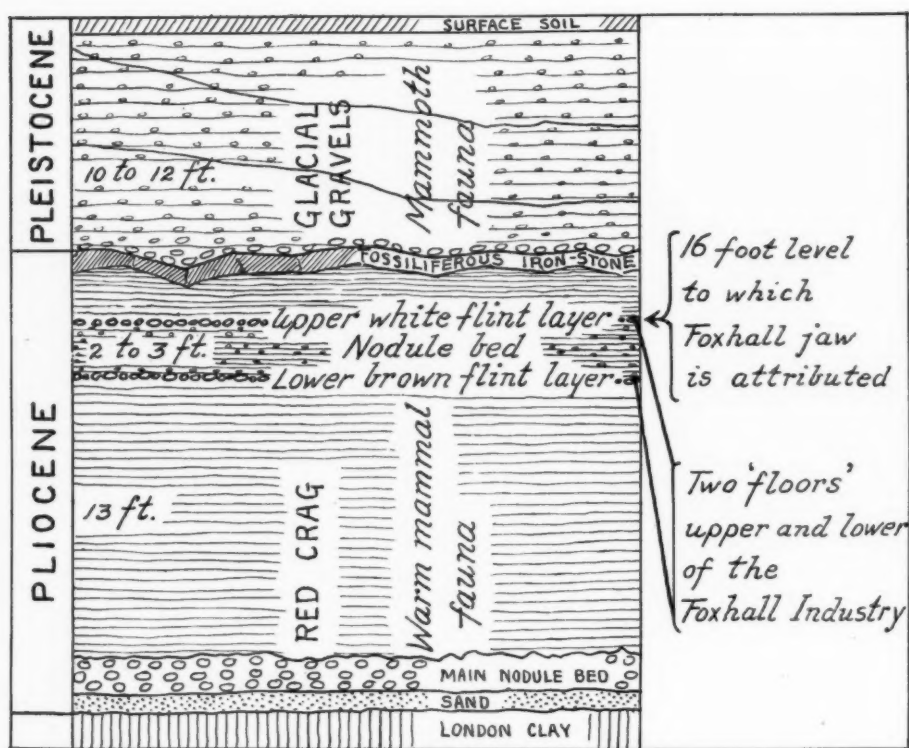 SURFACE SOIL
PLEISTOCENE
10 to 12 ft.
GLACIAL
GRAVELS
Mammoth
fauna
FOSSILIFEROUS IRON-STONE
16 foot level
to which
Foxhall jaw
is attributed
upper white flint layer
2 to 3 ft. Nodule bed
Lower brown flint layer
PLIOCENE
13 ft.
RED CRAG
Warm mammal
fauna
Two 'floors'
upper and lower
of the
Foxhall Industry
MAIN NODULE BED
SAND
LONDON CLAY